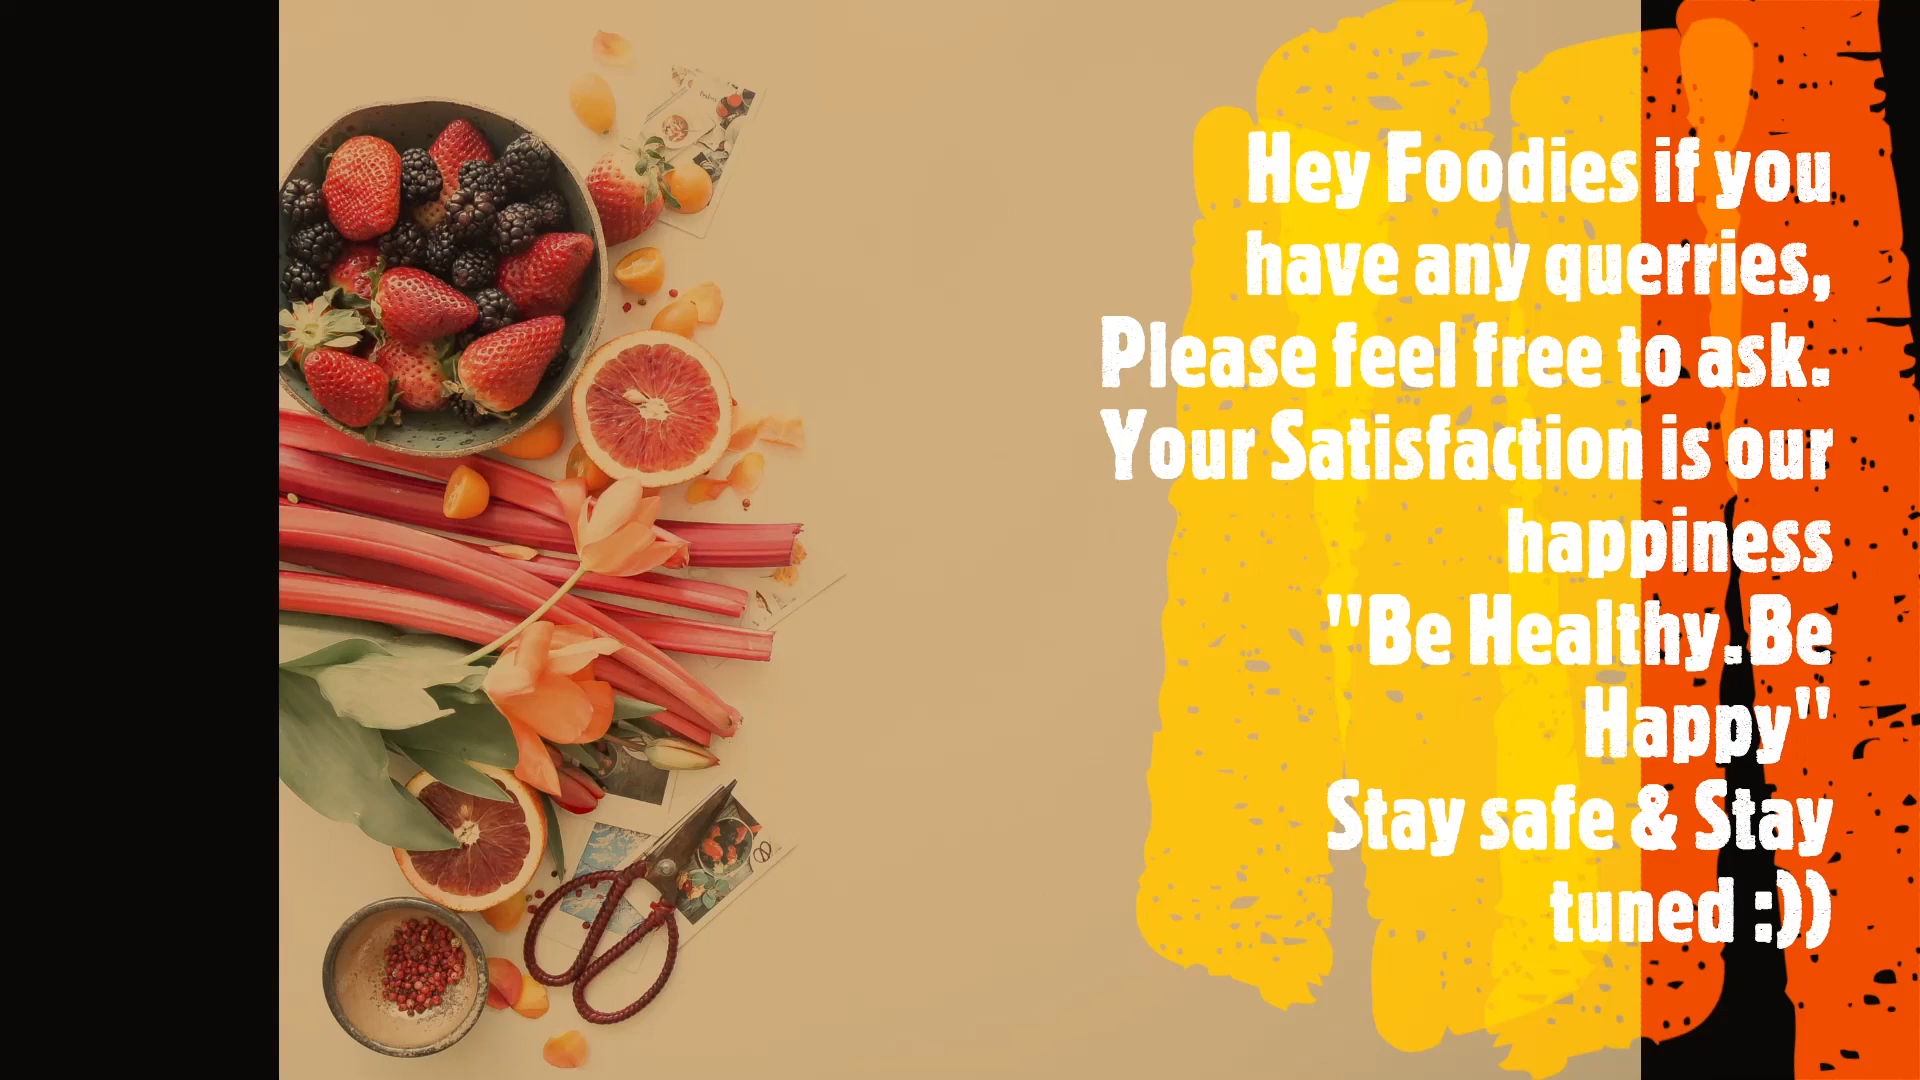 Hey Foodies if you
have any querries,
Please feel free to ask.
Your Satisfaction is our
happiness
"Be Healthy.Be
Happy"
Stay safe & Stay
tuned :))